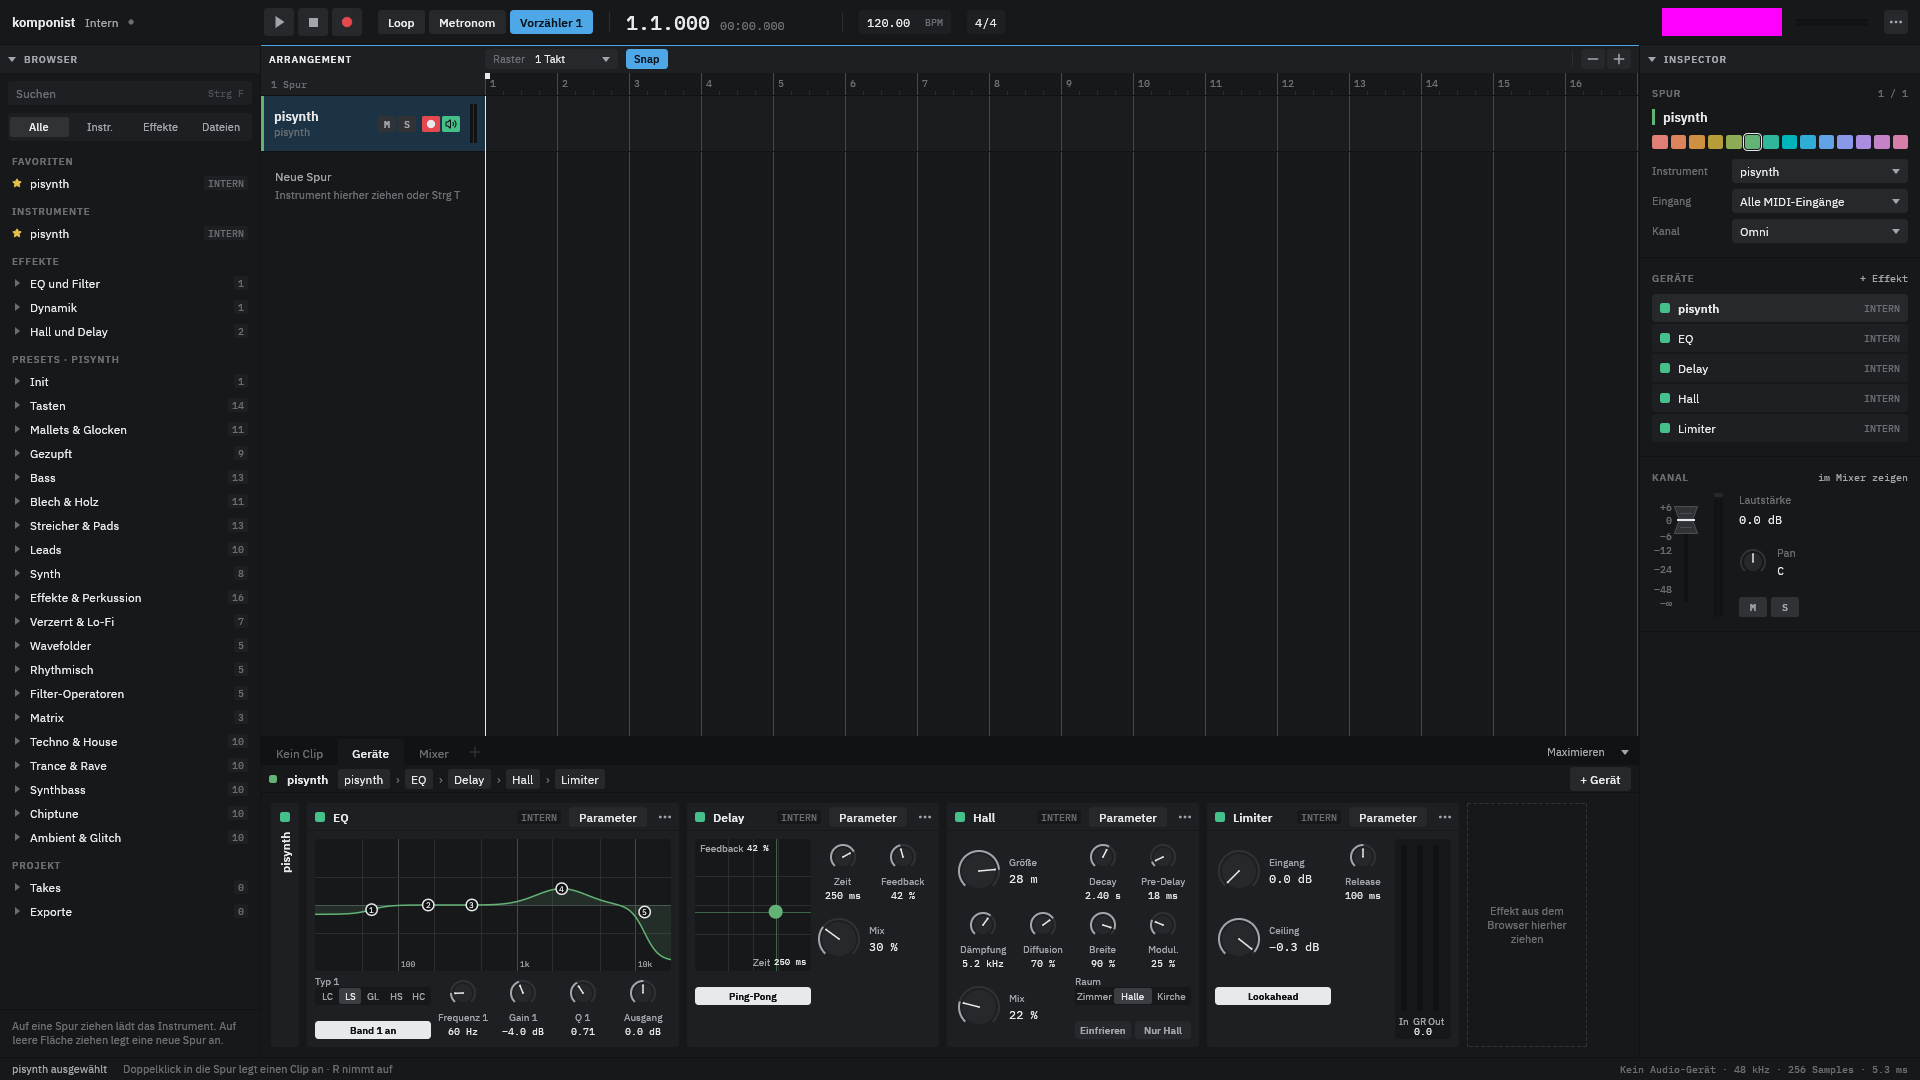 komponist Intern
Loop Metronom Vorzähler 1
1.1.000 00:00.000
120.00 BPM 4/4
BROWSER
Suchen Strg F
Alle Instr. Effekte Dateien
FAVORITEN
pisynth INTERN
INSTRUMENTE
pisynth INTERN
EFFEKTE
EQ und Filter 1
Dynamik 1
Hall und Delay 2
PRESETS · PISYNTH
Init 1
Tasten 14
Mallets & Glocken 11
Gezupft 9
Bass 13
Blech & Holz 11
Streicher & Pads 13
Leads 10
Synth 8
Effekte & Perkussion 16
Verzerrt & Lo-Fi 7
Wavefolder 5
Rhythmisch 5
Filter-Operatoren 5
Matrix 3
Techno & House 10
Trance & Rave 10
Synthbass 10
Chiptune 10
Ambient & Glitch 10
PROJEKT
Takes 0
Exporte 0
Auf eine Spur ziehen lädt das Instrument. Auf
leere Fläche ziehen legt eine neue Spur an.
ARRANGEMENT Raster 1 Takt Snap
1 Spur 1 2 3 4 5 6 7 8 9 10 11 12 13 14 15 16
pisynth
pisynth
M S
Neue Spur
Instrument hierher ziehen oder Strg T
Kein Clip Geräte Mixer + Maximieren
pisynth pisynth › EQ › Delay › Hall › Limiter + Gerät
pisynth
EQ INTERN Parameter
1 2 3 4 5
100 1k 10k
Typ 1
LC LS GL HS HC
Band 1 an
Frequenz 1 Gain 1 Q 1 Ausgang
60 Hz −4.0 dB 0.71 0.0 dB
Delay INTERN Parameter
Feedback 42 %
Zeit 250 ms
Zeit Feedback
250 ms 42 %
Mix
30 %
Ping-Pong
Hall INTERN Parameter
Größe
28 m
Decay Pre-Delay
2.40 s 18 ms
Dämpfung Diffusion Breite Modul.
5.2 kHz 70 % 90 % 25 %
Mix
22 %
Raum
Zimmer Halle Kirche
Einfrieren Nur Hall
Limiter INTERN Parameter
Eingang
0.0 dB
Release
100 ms
Ceiling
−0.3 dB
Lookahead
In GR Out
0.0
Effekt aus dem
Browser hierher
ziehen
INSPECTOR
SPUR 1 / 1
pisynth
Instrument pisynth
Eingang Alle MIDI-Eingänge
Kanal Omni
GERÄTE + Effekt
pisynth INTERN
EQ INTERN
Delay INTERN
Hall INTERN
Limiter INTERN
KANAL im Mixer zeigen
+6
0
−6
−12
−24
−48
−∞
Lautstärke
0.0 dB
Pan
C
M S
pisynth ausgewählt Doppelklick in die Spur legt einen Clip an · R nimmt auf
Kein Audio-Gerät · 48 kHz · 256 Samples · 5.3 ms